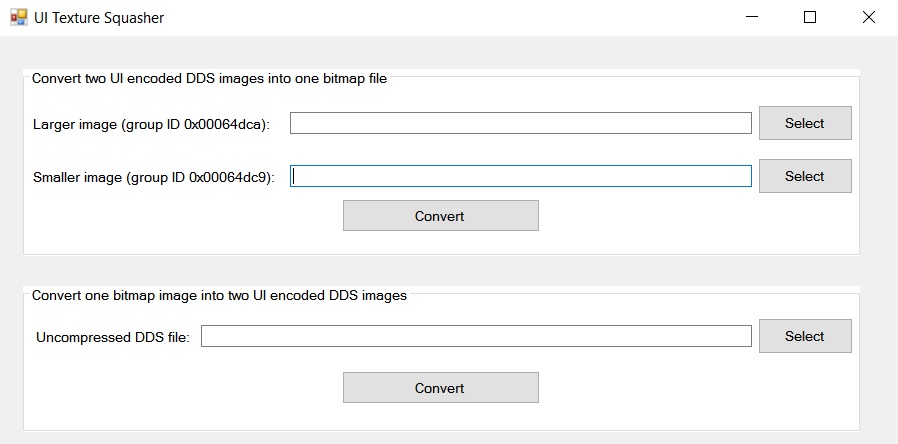 UI Texture Squasher
Convert two UI encoded DDS images into one bitmap file
Larger image (group ID 0x00064dca):
Select
Smaller image (group ID 0x00064dc9):
Select
Convert
Convert one bitmap image into two UI encoded DDS images
Uncompressed DDS file:
Select
Convert